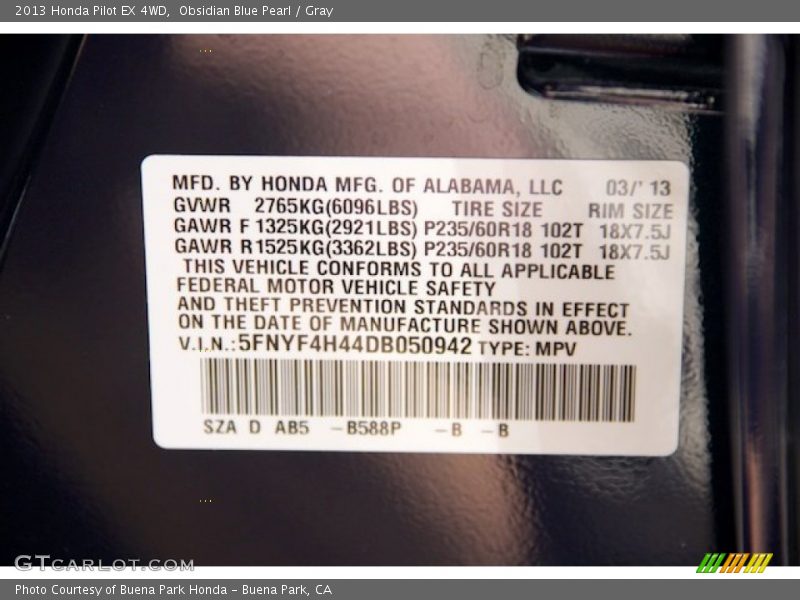 2013 Honda Pilot EX 4WD,  Obsidian Blue Pearl / Gray
MFD. BY HONDA MFG. OF ALABAMA, LLC 03/' 13
GVWR 2765KG(6096LBS) TIRE SIZE RIM SIZE
GAWR F 1325KG(2921LBS) P235/60R18 102T 18X7.5J
GAWR R 1525KG(3362LBS) P235/60R18 102T 18X7.5J
THIS VEHICLE CONFORMS TO ALL APPLICABLE
FEDERAL MOTOR VEHICLE SAFETY
AND THEFT PREVENTION STANDARDS IN EFFECT
ON THE DATE OF MANUFACTURE SHOWN ABOVE.
V.I.N.:5FNYF4H44DB050942 TYPE: MPV
SZA D AB5 -B588P -B -B
GTCARLOT.COM
Photo Courtesy of Buena Park Honda - Buena Park, CA